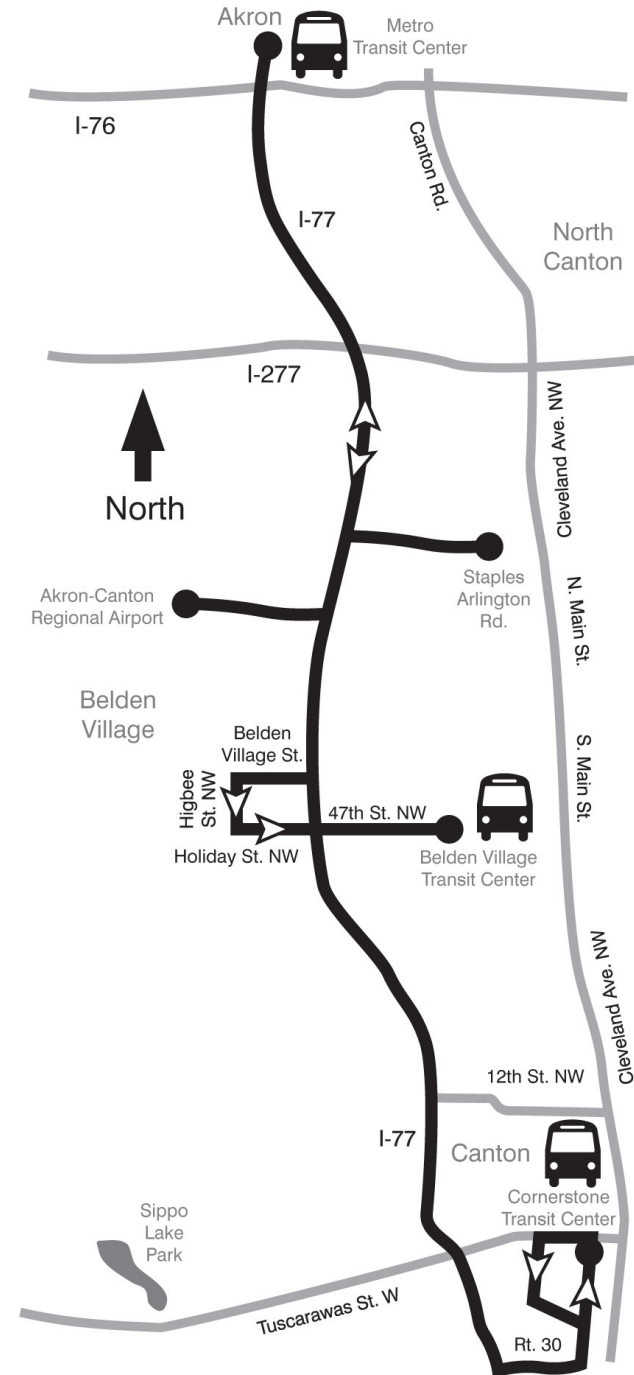 Akron
Metro
Transit Center
I-76
Canton Rd.
I-77
North
Canton
I-277
Cleveland Ave. NW
North
Staples
Arlington
Rd.
Akron-Canton
Regional Airport
N. Main St.
Belden
Village
Belden
Village St.
S. Main St.
Higbee
St. NW
47th St. NW
Holiday St. NW
Belden Village
Transit Center
Cleveland Ave. NW
12th St. NW
I-77
Canton
Cornerstone
Transit Center
Sippo
Lake
Park
Tuscarawas St. W
Rt. 30